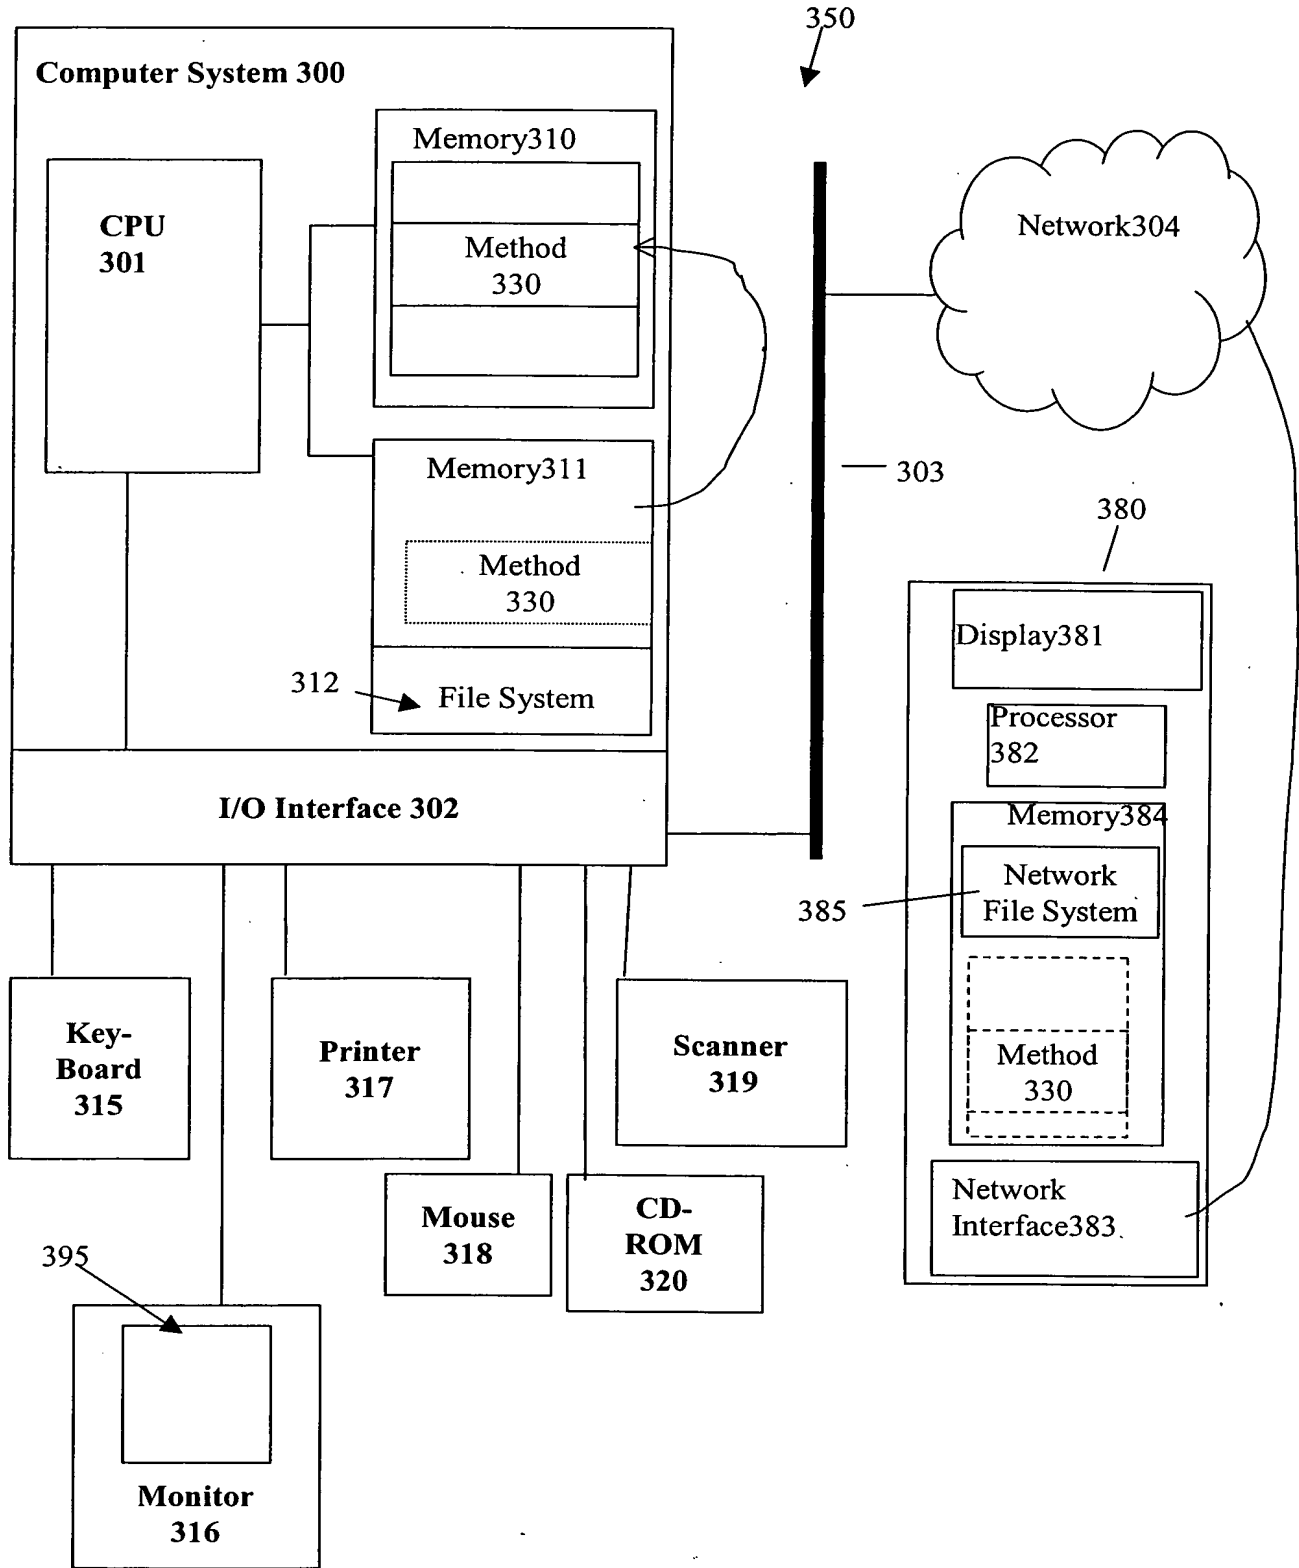 350
Computer System 300
Memory310
CPU
301
Method
330
Network304
Memory311
303
Method
330
380
312
File System
Display381
Processor
382
I/O Interface 302
Memory384
385
Network
File System
Key-
Board
315
Printer
317
Scanner
319
Method
330
Mouse
318
CD-
ROM
320
Network
Interface383
395
Monitor
316